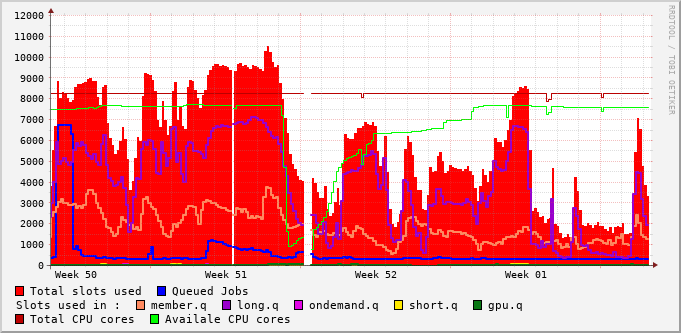 12000
11000
10000
9000
8000
7000
6000
5000
4000
3000
2000
1000
0
Week 50 Week 51 Week 52 Week 01
RRDTOOL / TOBI OETIKER
Total slots used Queued Jobs
Slots used in : member.q long.q ondemand.q short.q gpu.q
Total CPU cores Availale CPU cores